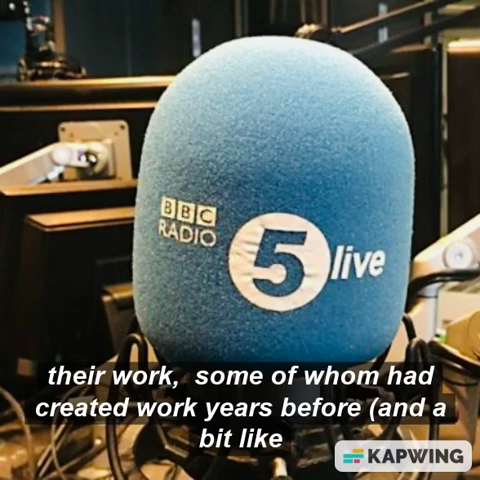 BBC
RADIO
5 live
their work,  some of whom had
created work years before (and a
bit like
KAPWING